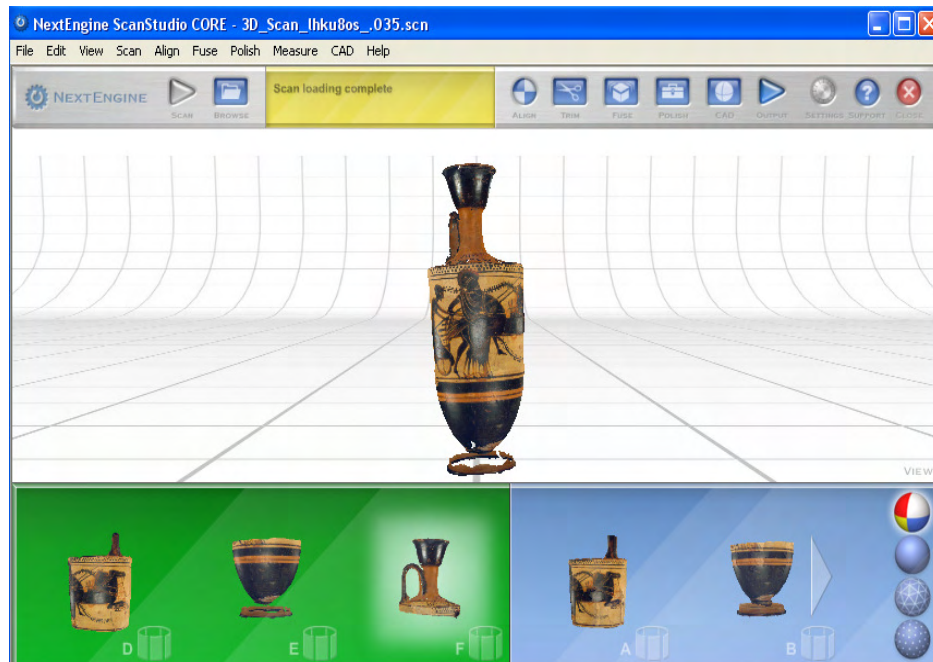 NextEngine ScanStudio CORE - 3D_Scan_lhku8os_.035.scn
File Edit View Scan Align Fuse Polish Measure CAD Help
NEXTENGINE SCAN BROWSE Scan loading complete ALIGN TRIM FUSE POLISH CAD OUTPUT SETTINGS SUPPORT CLOSE
VIEW
D E F A B